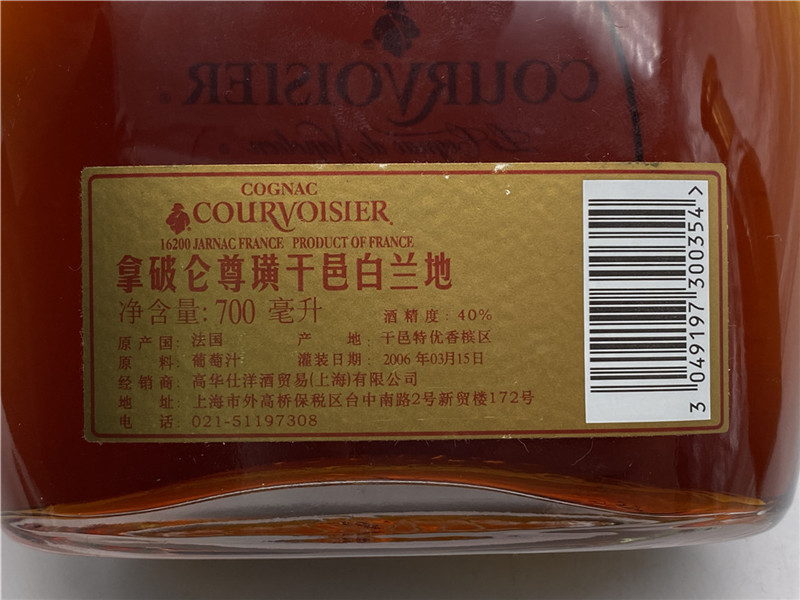 COURVOISIER.
Le Cognac de Napoléon
COGNAC
COURVOISIER.
16200 JARNAC FRANCE PRODUCT OF FRANCE
拿破仑尊璜干邑白兰地
净含量: 700 毫升 酒精度: 40%
原产国: 法国 产地: 干邑特优香槟区
原料: 葡萄汁 灌装日期: 2006年03月15日
经销商: 高华仕洋酒贸易(上海)有限公司
地址: 上海市外高桥保税区台中南路2号新贸楼172号
电话: 021-51197308
3 049197 300354 >